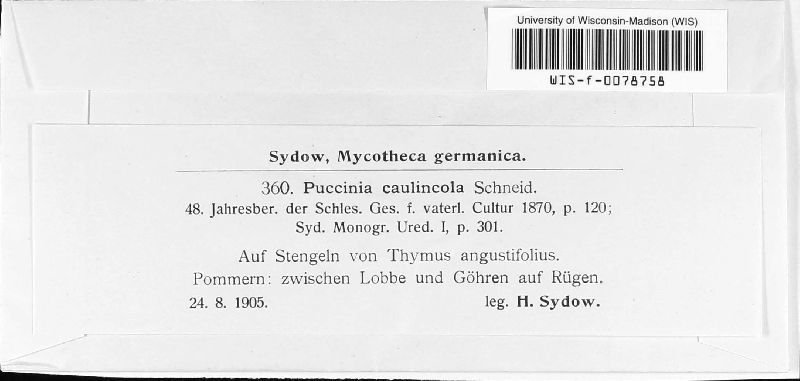 University of Wisconsin-Madison (WIS)
WIS-f-0078758
Sydow, Mycotheca germanica.
360. Puccinia caulincola Schneid.
48. Jahresber. der Schles. Ges. f. vaterl. Cultur 1870, p. 120;
Syd. Monogr. Ured. I, p. 301.
Auf Stengeln von Thymus angustifolius.
Pommern: zwischen Lobbe und Göhren auf Rügen.
24. 8. 1905. leg. H. Sydow.